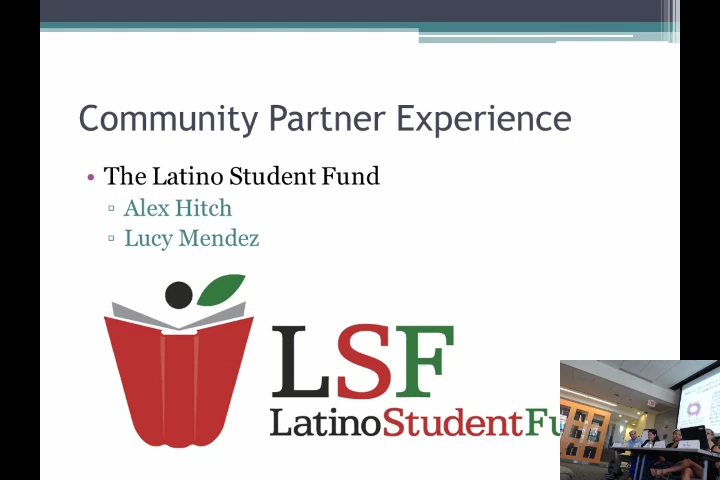 Community Partner Experience
• The Latino Student Fund
▫ Alex Hitch
▫ Lucy Mendez
LSF
LatinoStudentFu